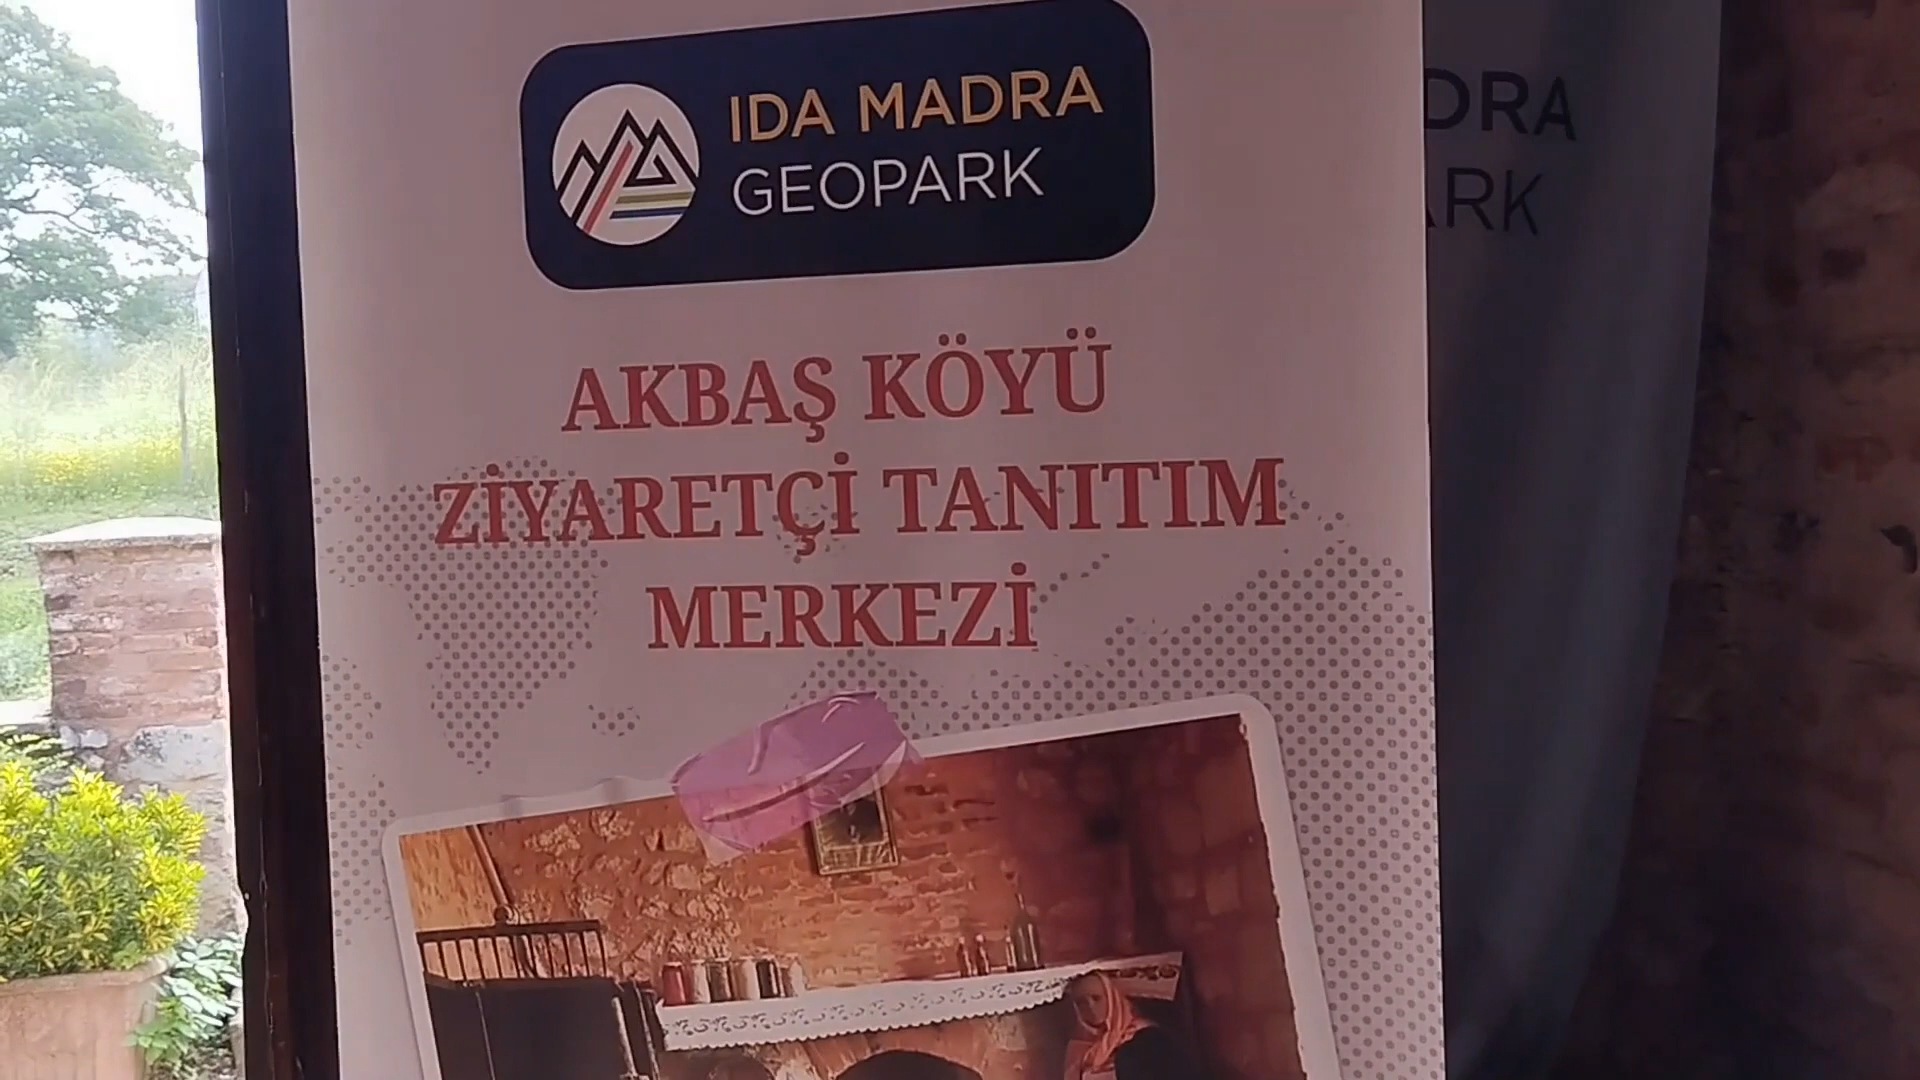 IDA MADRA
GEOPARK
AKBAŞ KÖYÜ
ZİYARETÇİ TANITIM
MERKEZİ
DRA
ARK